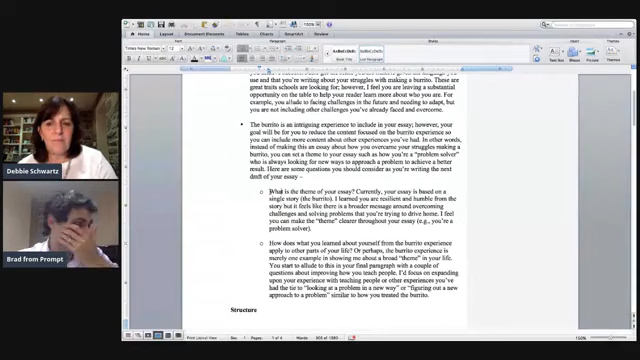 Home Layout Document Elements Tables Charts SmartArt Review
Paragraph Styles Insert Themes
Times New Roman 12
100%
AaBbCcDdEe AaBbCcDdEe
Book Title List Paragraph
Text Box Shape Picture Themes
use and that you're writing about your struggles with making a burrito. These are
great traits schools are looking for; however, I feel you are leaving a substantial
opportunity on the table to help your reader learn more about who you are. For
example, you allude to facing challenges in the future and needing to adapt, but
you are not including other challenges you've already faced and overcome.
• The burrito is an intriguing experience to include in your essay; however, your
goal will be for you to reduce the content focused on the burrito experience so
you can include more content about other experiences you've had. In other words,
instead of making this an essay about how you overcame your struggles making a
burrito, you can set a theme to your essay such as how you're a "problem solver"
who is always looking for new ways to approach a problem to achieve a better
result. Here are some questions you should consider as you're writing the next
draft of your essay –
o What is the theme of your essay? Currently, your essay is based on a
single story (the burrito). I learned you are resilient and humble from the
story but it feels like there is a broader message around overcoming
challenges and solving problems that you're trying to drive home. I feel
you can make the "theme" clearer throughout your essay (e.g., you're a
problem solver).
o How does what you learned about yourself from the burrito experience
apply to other parts of your life? Or perhaps, the burrito experience is
merely one example in showing me about a broad "theme" in your life.
You start to allude to this in your final paragraph with a couple of
questions about improving how you teach people. I'd focus on expanding
upon your experience with teaching people or other experiences you've
had the tie to "looking at a problem in a new way" or "figuring out a new
approach to a problem" similar to how you treated the burrito.
Structure
Debbie Schwartz
Brad from Prompt
Print Layout View Sec 1 Pages: 1 of 4